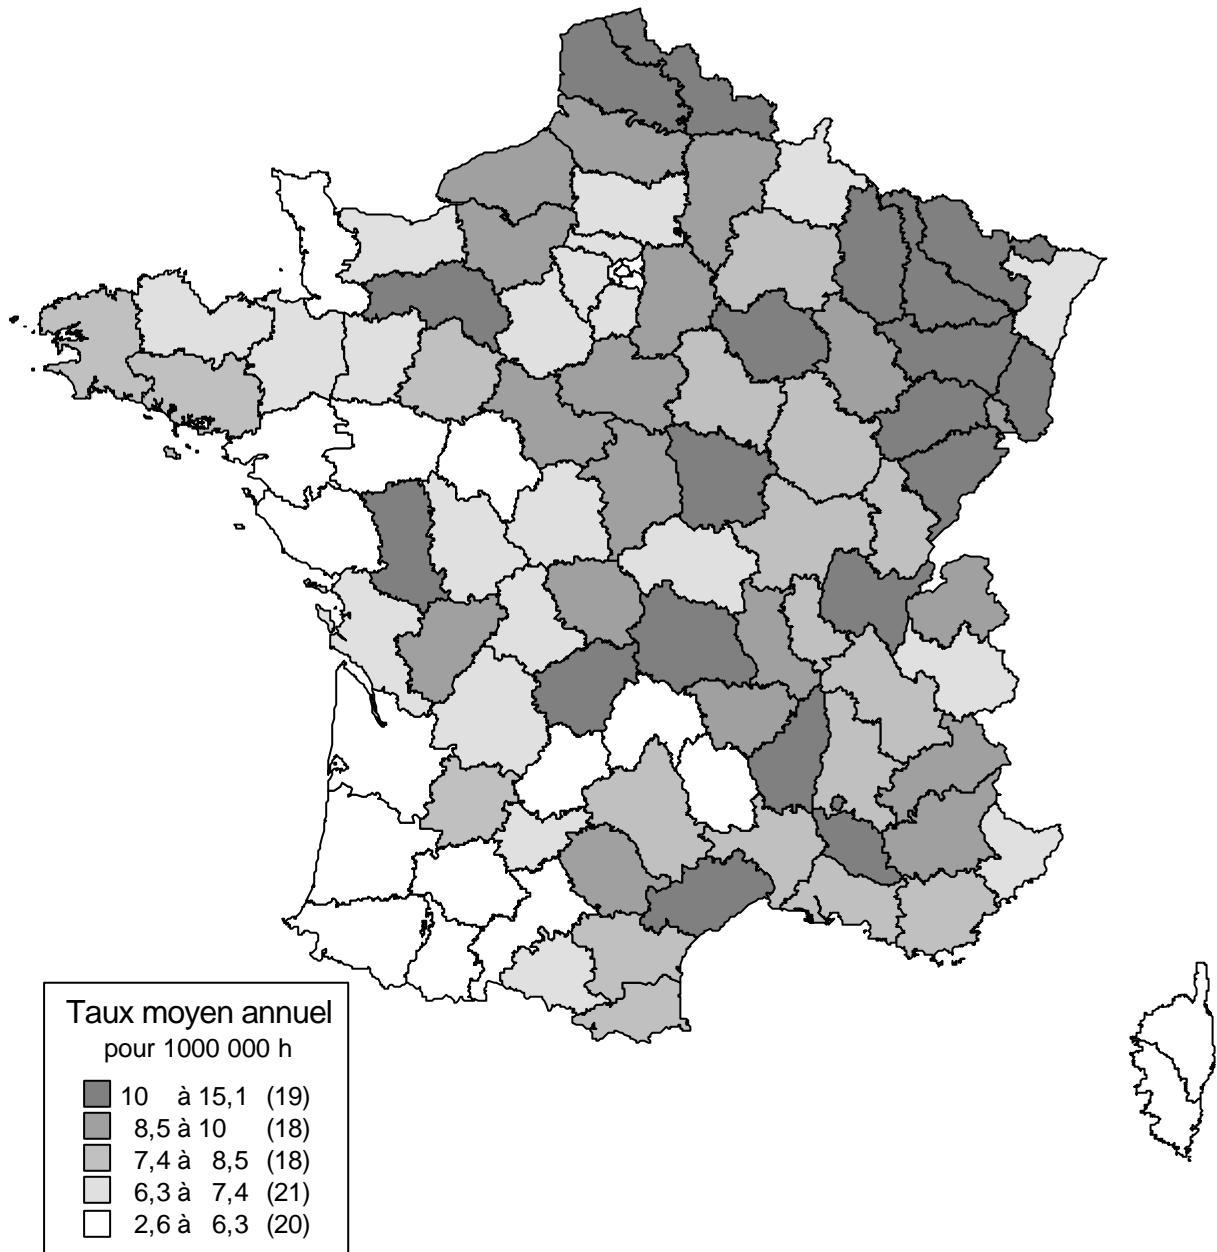 Taux moyen annuel
pour 1000 000 h
10 à 15,1 (19)
8,5 à 10 (18)
7,4 à 8,5 (18)
6,3 à 7,4 (21)
2,6 à 6,3 (20)